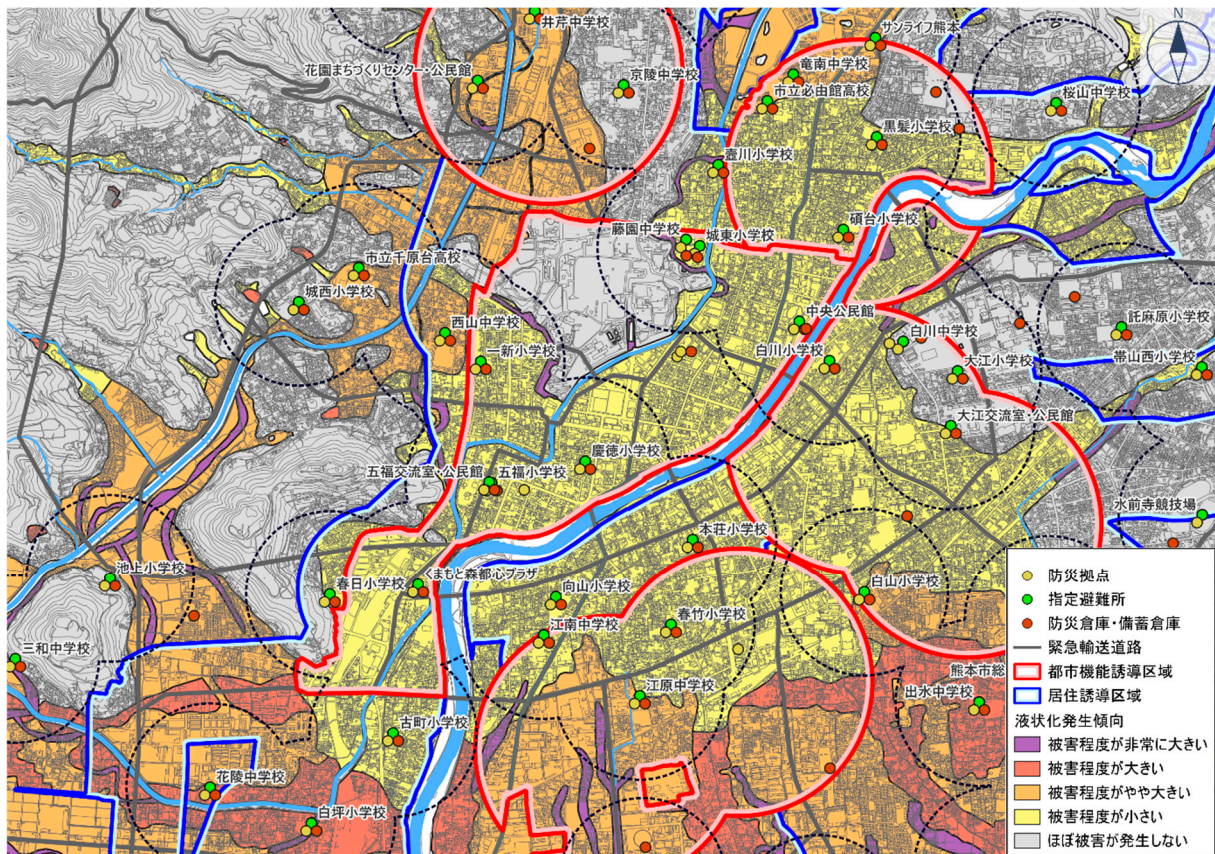 井芹中学校
サンライフ熊本
N
花園まちづくりセンター・公民館
京陵中学校
竜南中学校
市立必由館高校
桜山中学校
黒髪小学校
壺川小学校
藤園中学校
城東小学校
碩台小学校
市立千原台高校
城西小学校
西山中学校
一新小学校
中央公民館
白川小学校
白川中学校
大江小学校
託麻原小学校
帯山西小学校
大江交流室・公民館
慶徳小学校
五福交流室・公民館
五福小学校
水前寺競技場
本荘小学校
池上小学校
春日小学校
くまもと森都心プラザ
向山小学校
白山小学校
江南中学校
春竹小学校
三和中学校
江原中学校
熊本市総
出水中学校
古町小学校
花陵中学校
白坪小学校
防災拠点
指定避難所
防災倉庫・備蓄倉庫
緊急輸送道路
都市機能誘導区域
居住誘導区域
液状化発生傾向
被害程度が非常に大きい
被害程度が大きい
被害程度がやや大きい
被害程度が小さい
ほぼ被害が発生しない